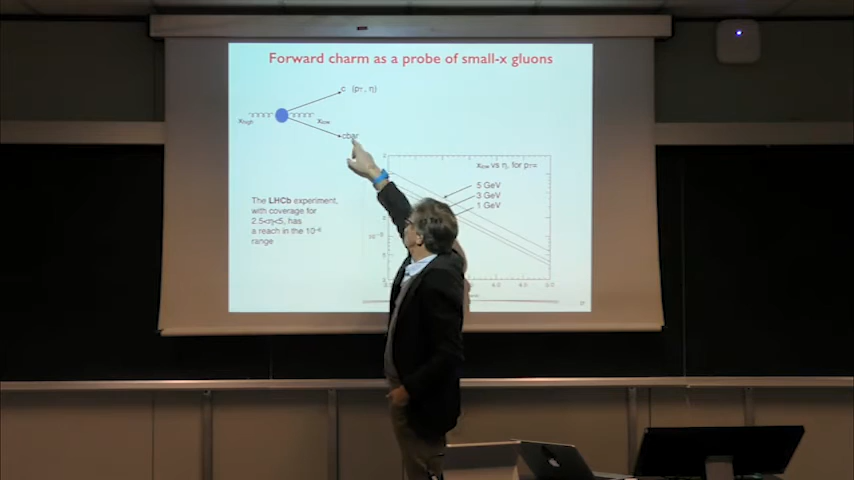 Forward charm as a probe of small-x gluons
c (pT, η)
xhigh
xlow
cbar
xlow vs η, for pT=
5 GeV
3 GeV
1 GeV
The LHCb experiment,
with coverage for
2.5<η<5, has
a reach in the 10⁻⁶
range